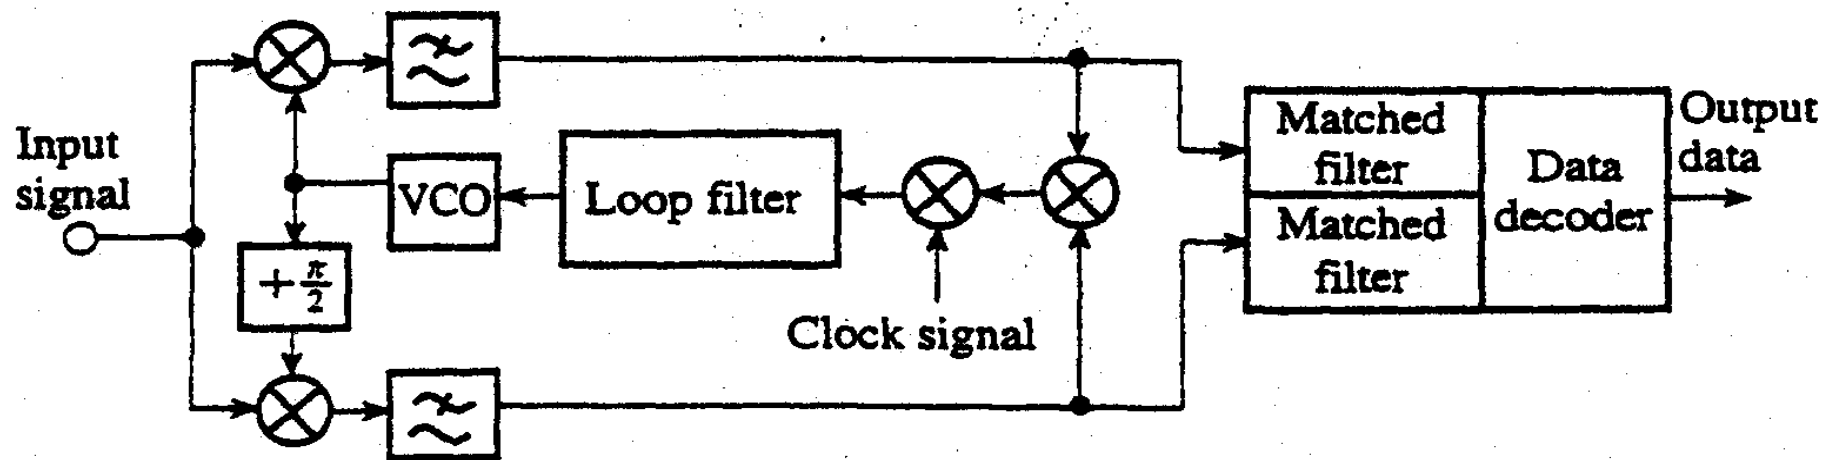 Input
signal
+ π/2
VCO
Loop filter
Clock signal
Matched
filter
Matched
filter
Data
decoder
Output
data